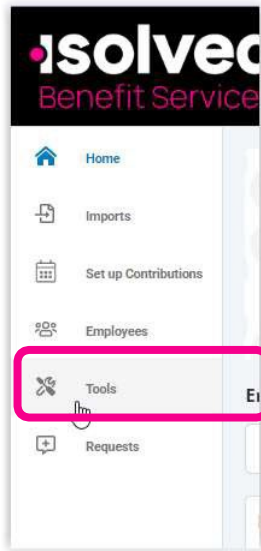 isolved
Benefit Service
Home
Imports
Set up Contributions
Employees
Tools
Requests